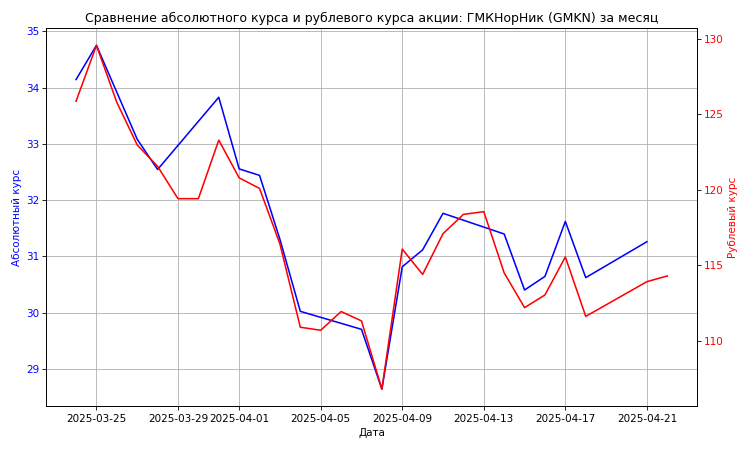 Сравнение абсолютного курса и рублевого курса акции: ГМКНорНик (GMKN) за месяц
35
34
33
32
31
30
29
Абсолютный курс
130
125
120
115
110
Рублевый курс
2025-03-25 2025-03-29 2025-04-01 2025-04-05 2025-04-09 2025-04-13 2025-04-17 2025-04-21
Дата